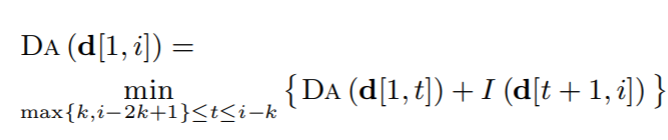 DA (d[1, i]) =
min {DA (d[1, t]) + I (d[t + 1, i]) }
max{k,i−2k+1}≤t≤i−k